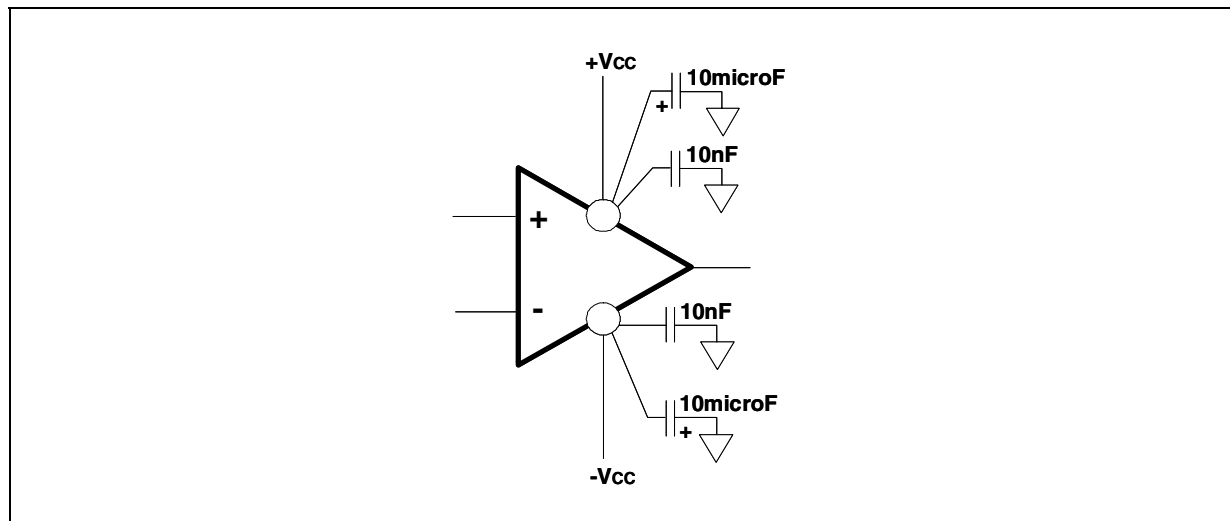 +VCC
10microF
+
10nF
+
-
10nF
10microF
+
-VCC